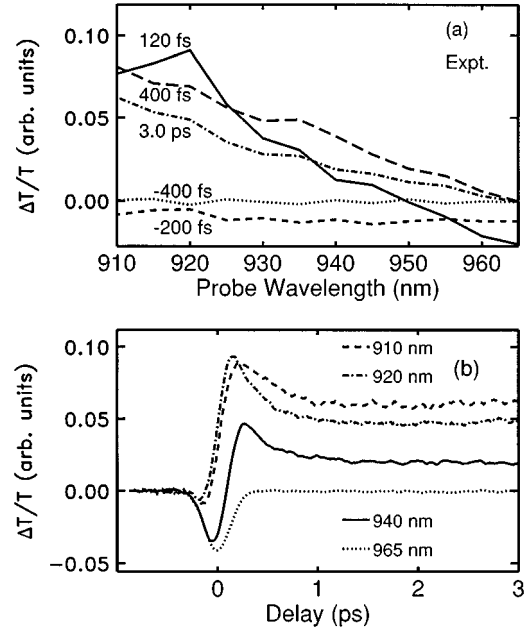 (a)
Expt.
120 fs
400 fs
3.0 ps
-400 fs
-200 fs
0.10
0.05
0.00
ΔT/T (arb. units)
910 920 930 940 950 960
Probe Wavelength (nm)
(b)
910 nm
920 nm
940 nm
965 nm
0.10
0.05
0.00
-0.05
ΔT/T (arb. units)
0 1 2 3
Delay (ps)